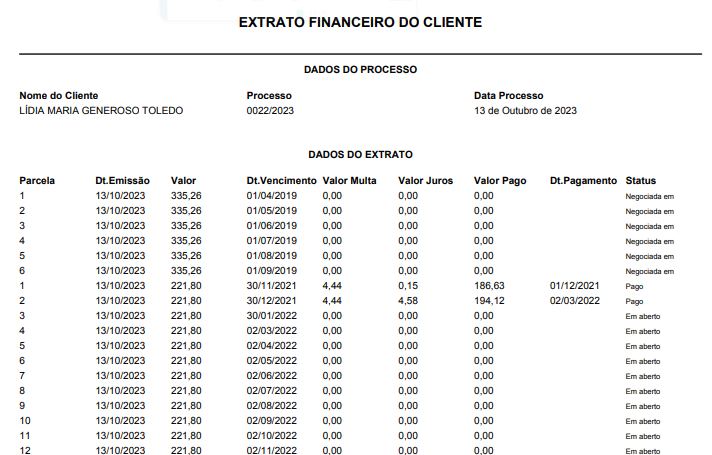 EXTRATO FINANCEIRO DO CLIENTE
DADOS DO PROCESSO
Nome do Cliente Processo Data Processo
LÍDIA MARIA GENEROSO TOLEDO 0022/2023 13 de Outubro de 2023
DADOS DO EXTRATO
Parcela Dt.Emissão Valor Dt.Vencimento Valor Multa Valor Juros Valor Pago Dt.Pagamento Status
1 13/10/2023 335,26 01/04/2019 0,00 0,00 0,00 Negociada em
2 13/10/2023 335,26 01/05/2019 0,00 0,00 0,00 Negociada em
3 13/10/2023 335,26 01/06/2019 0,00 0,00 0,00 Negociada em
4 13/10/2023 335,26 01/07/2019 0,00 0,00 0,00 Negociada em
5 13/10/2023 335,26 01/08/2019 0,00 0,00 0,00 Negociada em
6 13/10/2023 335,26 01/09/2019 0,00 0,00 0,00 Negociada em
1 13/10/2023 221,80 30/11/2021 4,44 0,15 186,63 01/12/2021 Pago
2 13/10/2023 221,80 30/12/2021 4,44 4,58 194,12 02/03/2022 Pago
3 13/10/2023 221,80 30/01/2022 0,00 0,00 0,00 Em aberto
4 13/10/2023 221,80 02/03/2022 0,00 0,00 0,00 Em aberto
5 13/10/2023 221,80 02/04/2022 0,00 0,00 0,00 Em aberto
6 13/10/2023 221,80 02/05/2022 0,00 0,00 0,00 Em aberto
7 13/10/2023 221,80 02/06/2022 0,00 0,00 0,00 Em aberto
8 13/10/2023 221,80 02/07/2022 0,00 0,00 0,00 Em aberto
9 13/10/2023 221,80 02/08/2022 0,00 0,00 0,00 Em aberto
10 13/10/2023 221,80 02/09/2022 0,00 0,00 0,00 Em aberto
11 13/10/2023 221,80 02/10/2022 0,00 0,00 0,00 Em aberto
12 13/10/2023 221,80 02/11/2022 0,00 0,00 0,00 Em aberto